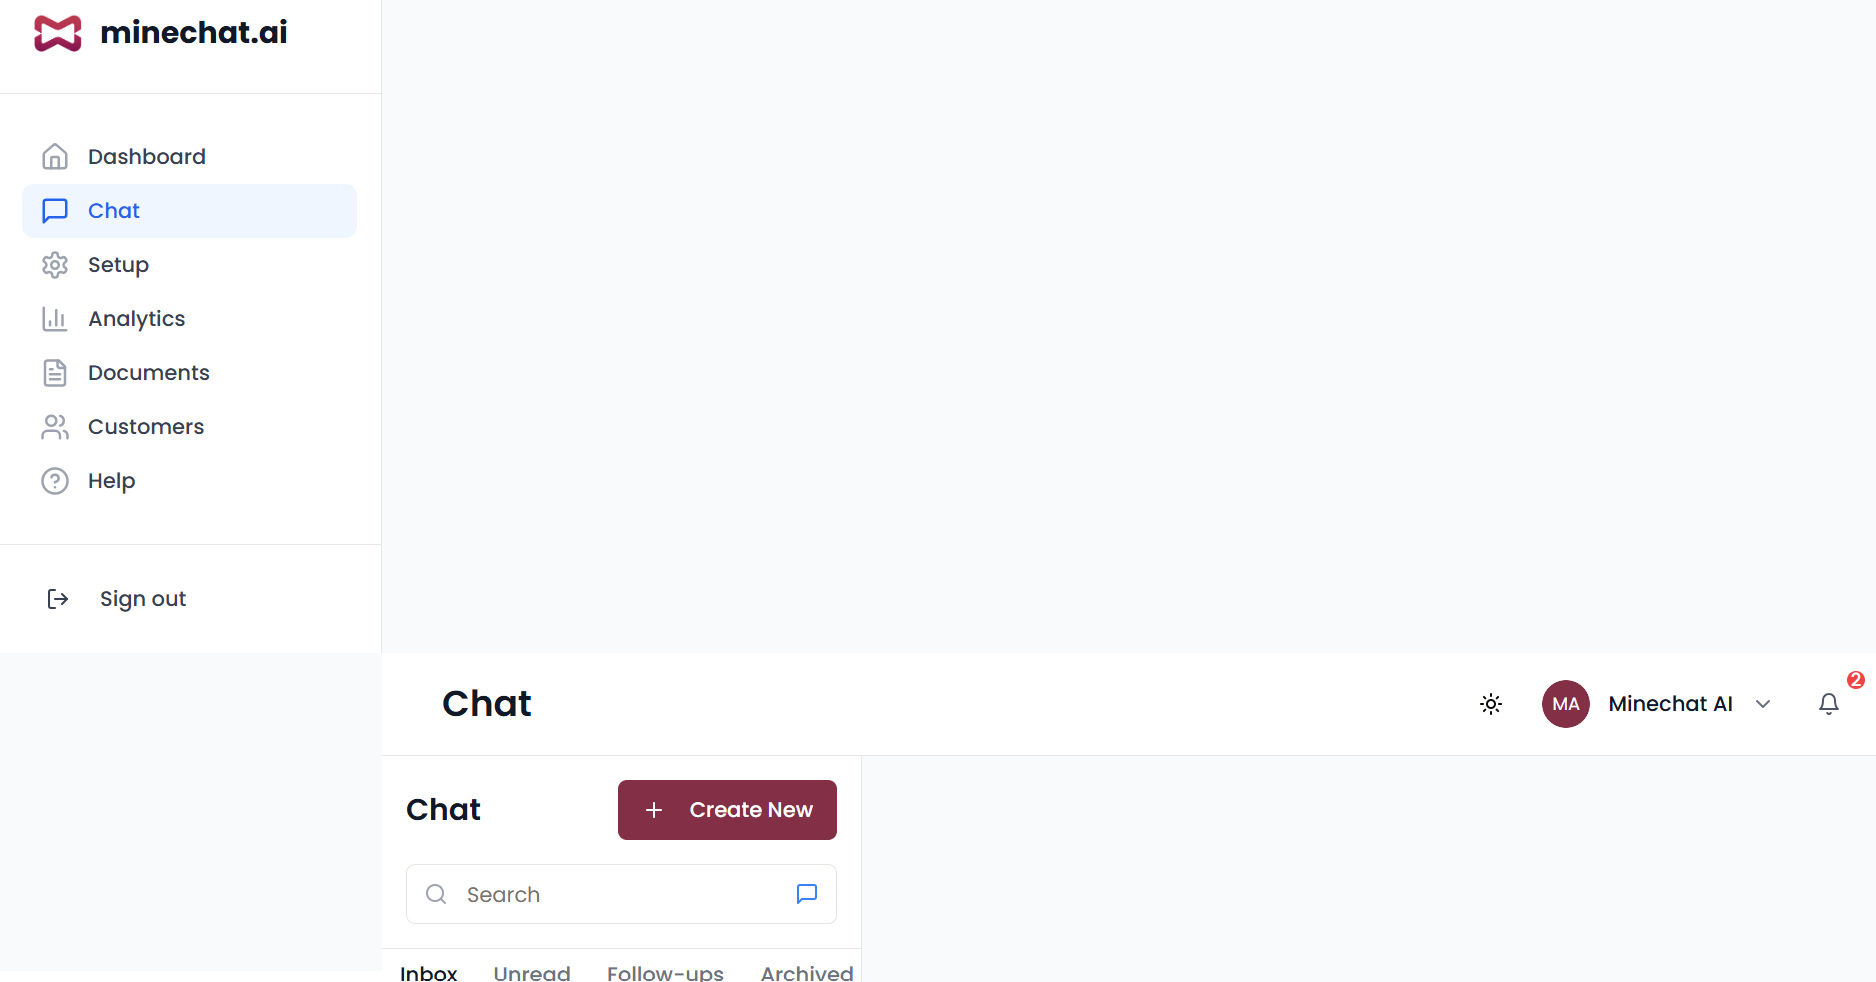 minechat.ai
Dashboard
Chat
Setup
Analytics
Documents
Customers
Help
Sign out
Chat
MA Minechat AI
2
Chat
Create New
Search
Inbox Unread Follow-ups Archived